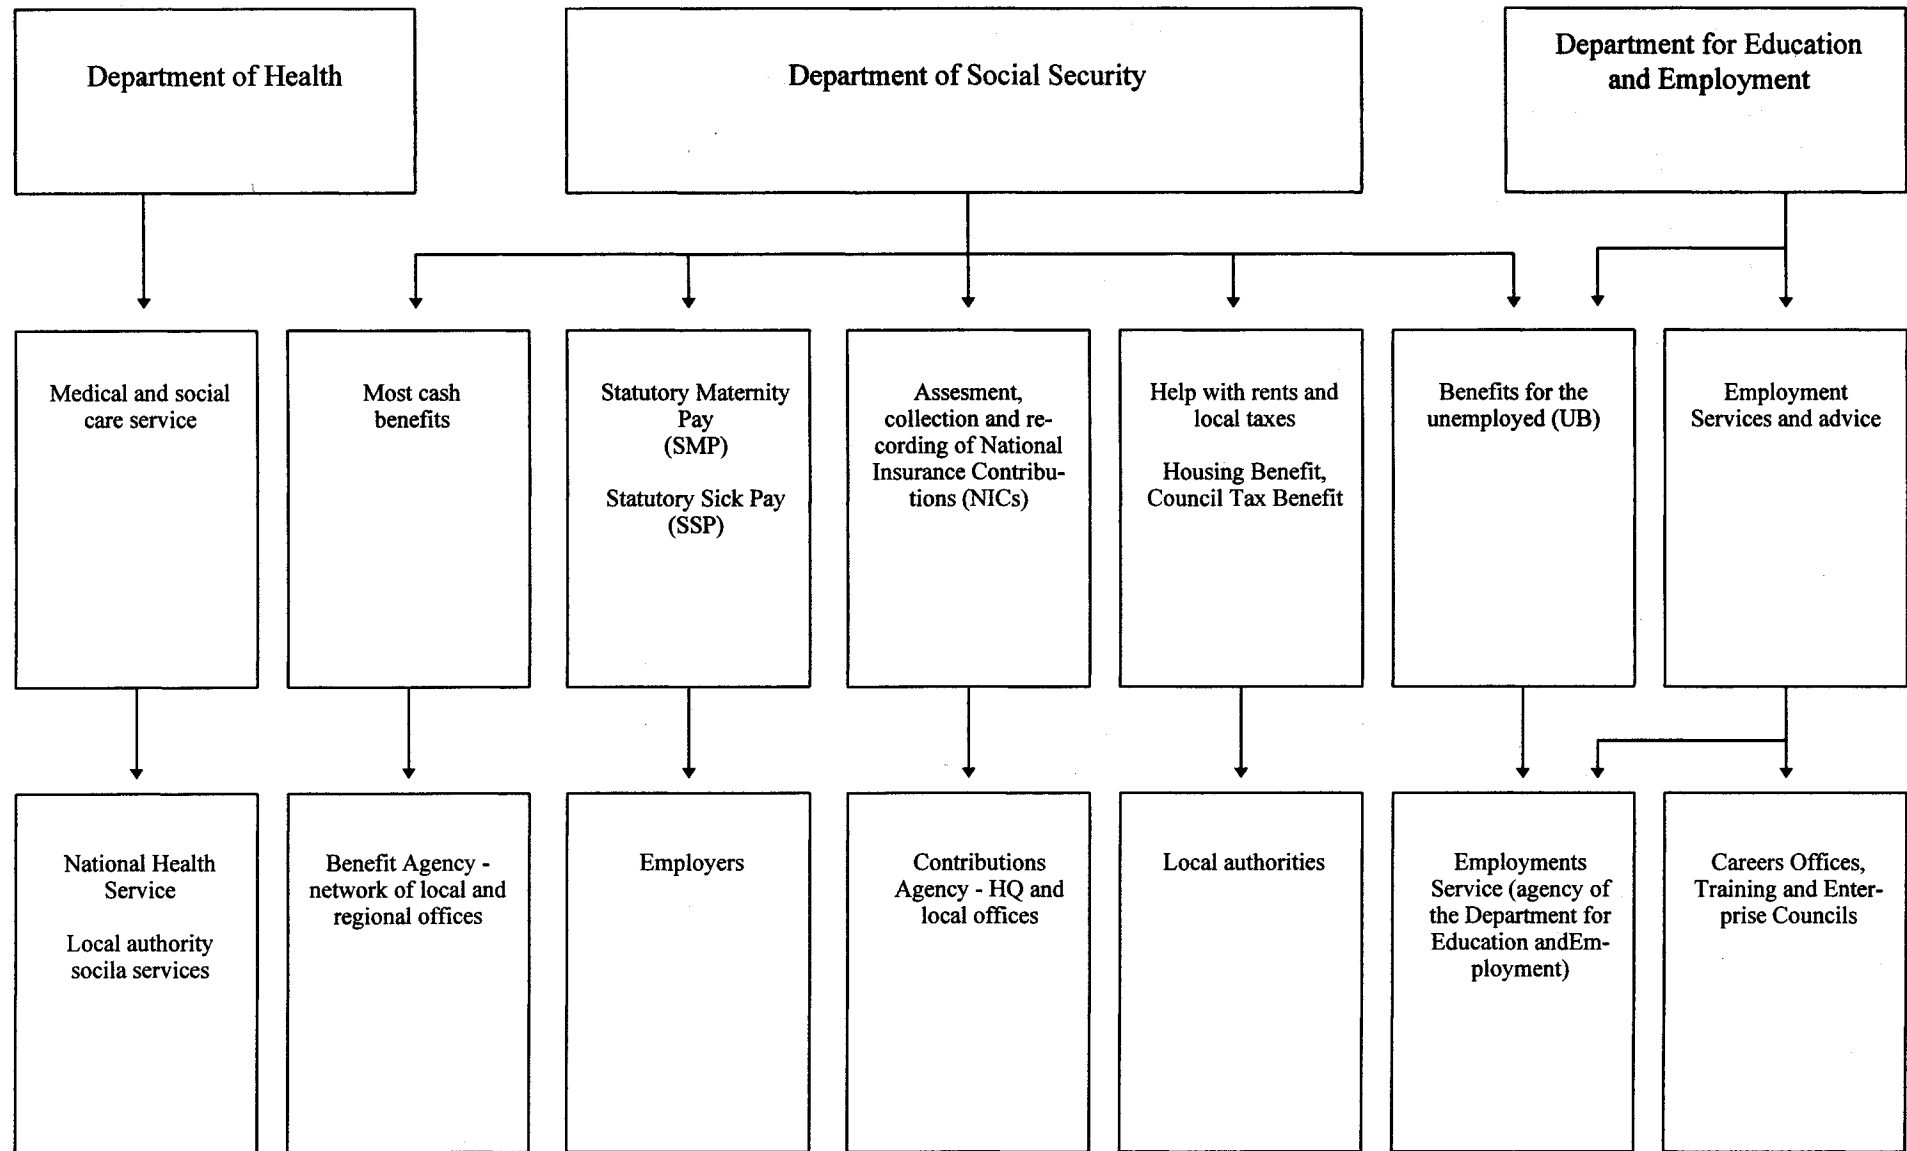 Department of Health
Department of Social Security
Department for Education
and Employment
Medical and social
care service
Most cash
benefits
Statutory Maternity
Pay
(SMP)
Statutory Sick Pay
(SSP)
Assesment,
collection and re-
cording of National
Insurance Contribu-
tions (NICs)
Help with rents and
local taxes
Housing Benefit,
Council Tax Benefit
Benefits for the
unemployed (UB)
Employment
Services and advice
National Health
Service
Local authority
socila services
Benefit Agency -
network of local and
regional offices
Employers
Contributions
Agency - HQ and
local offices
Local authorities
Employments
Service (agency of
the Department for
Education andEm-
ployment)
Careers Offices,
Training and Enter-
prise Councils